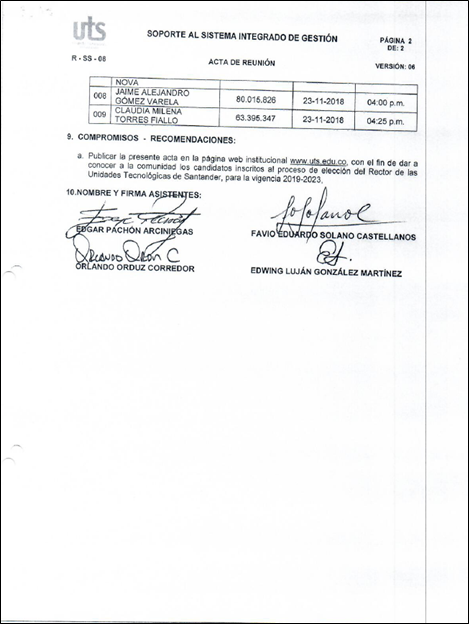 uts
SOPORTE AL SISTEMA INTEGRADO DE GESTIÓN
PÁGINA 2
DE: 2
R - SS - 08
ACTA DE REUNIÓN
VERSIÓN: 06
NOVA
008 JAIME ALEJANDRO GÓMEZ VARELA 80.015.826 23-11-2018 04:00 p.m.
009 CLAUDIA MILENA TORRES FIALLO 63.395.347 23-11-2018 04:25 p.m.
9. COMPROMISOS - RECOMENDACIONES:
a. Publicar la presente acta en la página web institucional www.uts.edu.co, con el fin de dar a
conocer a la comunidad los candidatos inscritos al proceso de elección del Rector de las
Unidades Tecnológicas de Santander, para la vigencia 2019-2023.
10.NOMBRE Y FIRMA ASISTENTES:
EDGAR PACHÓN ARCINIEGAS
FAVIO EDUARDO SOLANO CASTELLANOS
ORLANDO ORDUZ CORREDOR
EDWING LUJÁN GONZÁLEZ MARTÍNEZ